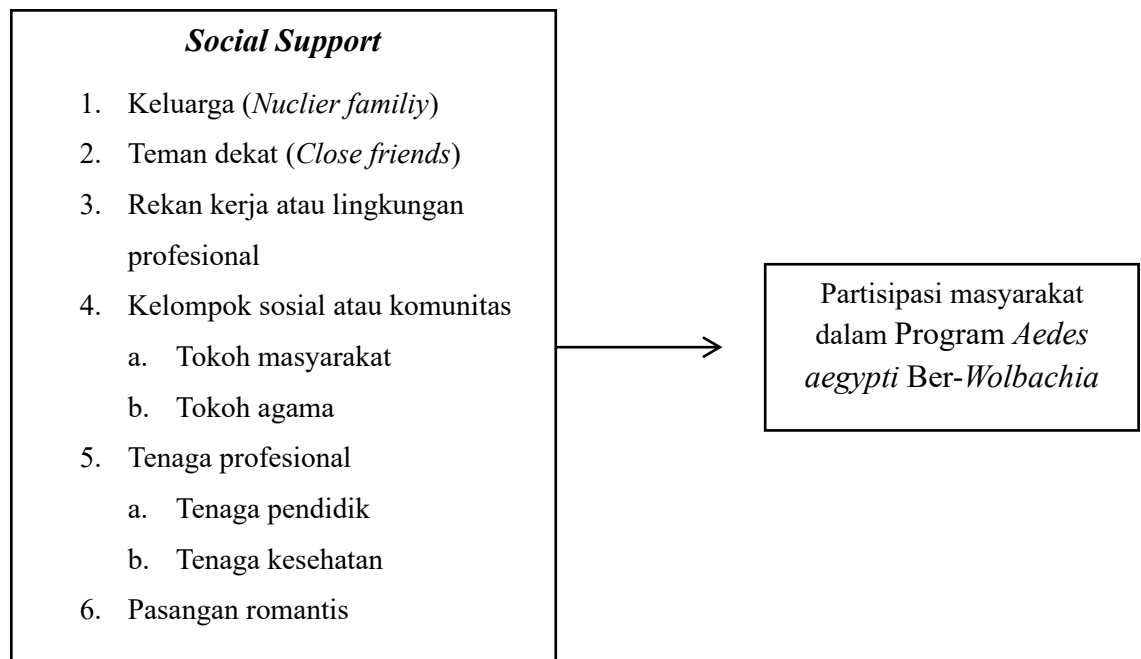 Social Support
1. Keluarga (Nuclier familiy)
2. Teman dekat (Close friends)
3. Rekan kerja atau lingkungan
profesional
4. Kelompok sosial atau komunitas
a. Tokoh masyarakat
b. Tokoh agama
5. Tenaga profesional
a. Tenaga pendidik
b. Tenaga kesehatan
6. Pasangan romantis
Partisipasi masyarakat
dalam Program Aedes
aegypti Ber-Wolbachia